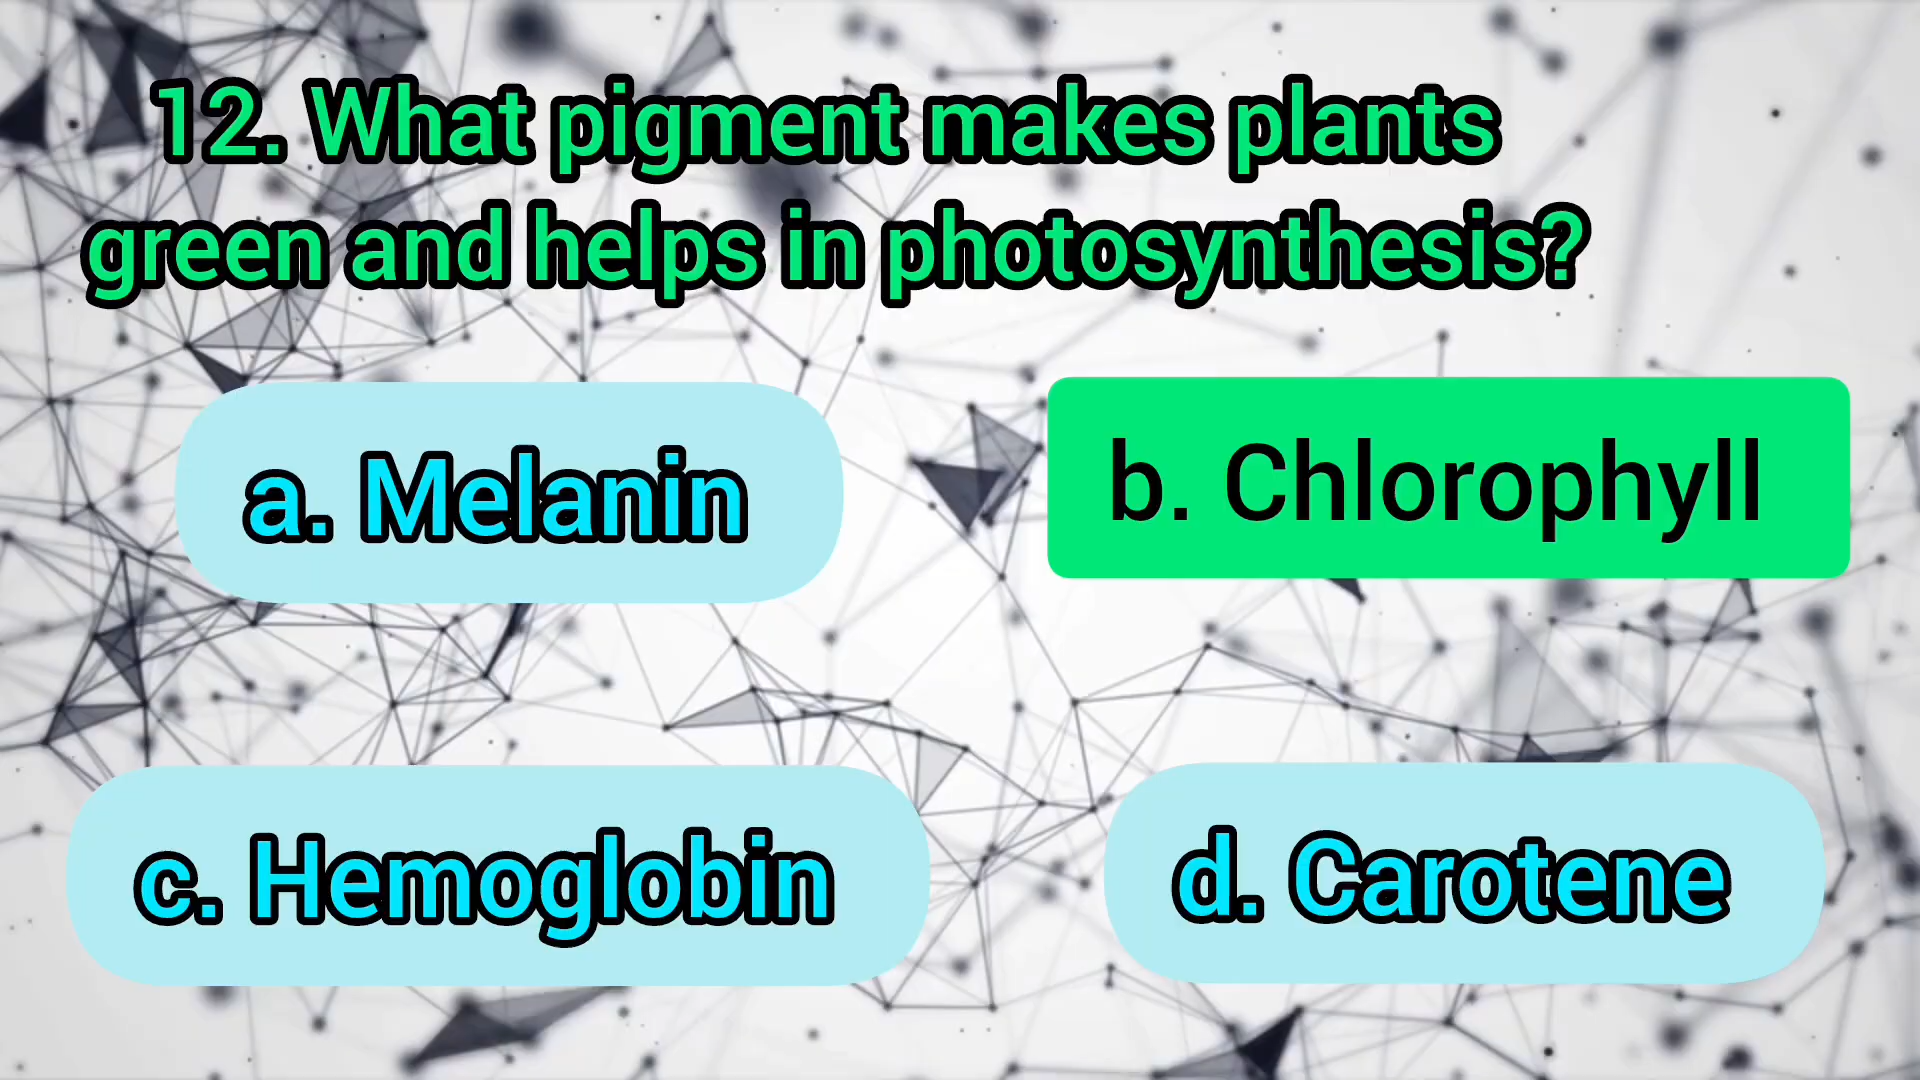 12. What pigment makes plants
green and helps in photosynthesis?
a. Melanin
b. Chlorophyll
c. Hemoglobin
d. Carotene